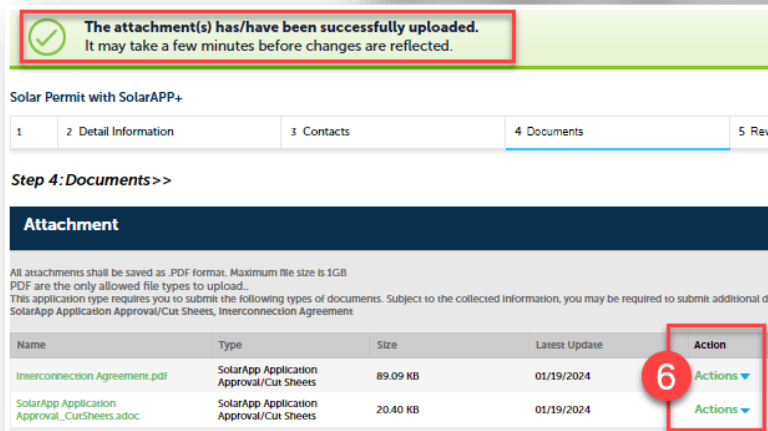 The attachment(s) has/have been successfully uploaded.
It may take a few minutes before changes are reflected.
Solar Permit with SolarAPP+
1 2 Detail Information 3 Contacts 4 Documents 5 Rev
Step 4:Documents>>
Attachment
All attachments shall be saved as .PDF format. Maximum file size is 1GB
PDF are the only allowed file types to upload..
This application type requires you to submit the following types of documents. Subject to the collected information, you may be required to submit additional d
SolarApp Application Approval/Cut Sheets, Interconnection Agreement
Name Type Size Latest Update Action
Interconnection Agreement.pdf SolarApp Application Approval/Cut Sheets 89.09 KB 01/19/2024 Actions
6
SolarApp Application Approval_CutSheets.adoc SolarApp Application Approval/Cut Sheets 20.40 KB 01/19/2024 Actions